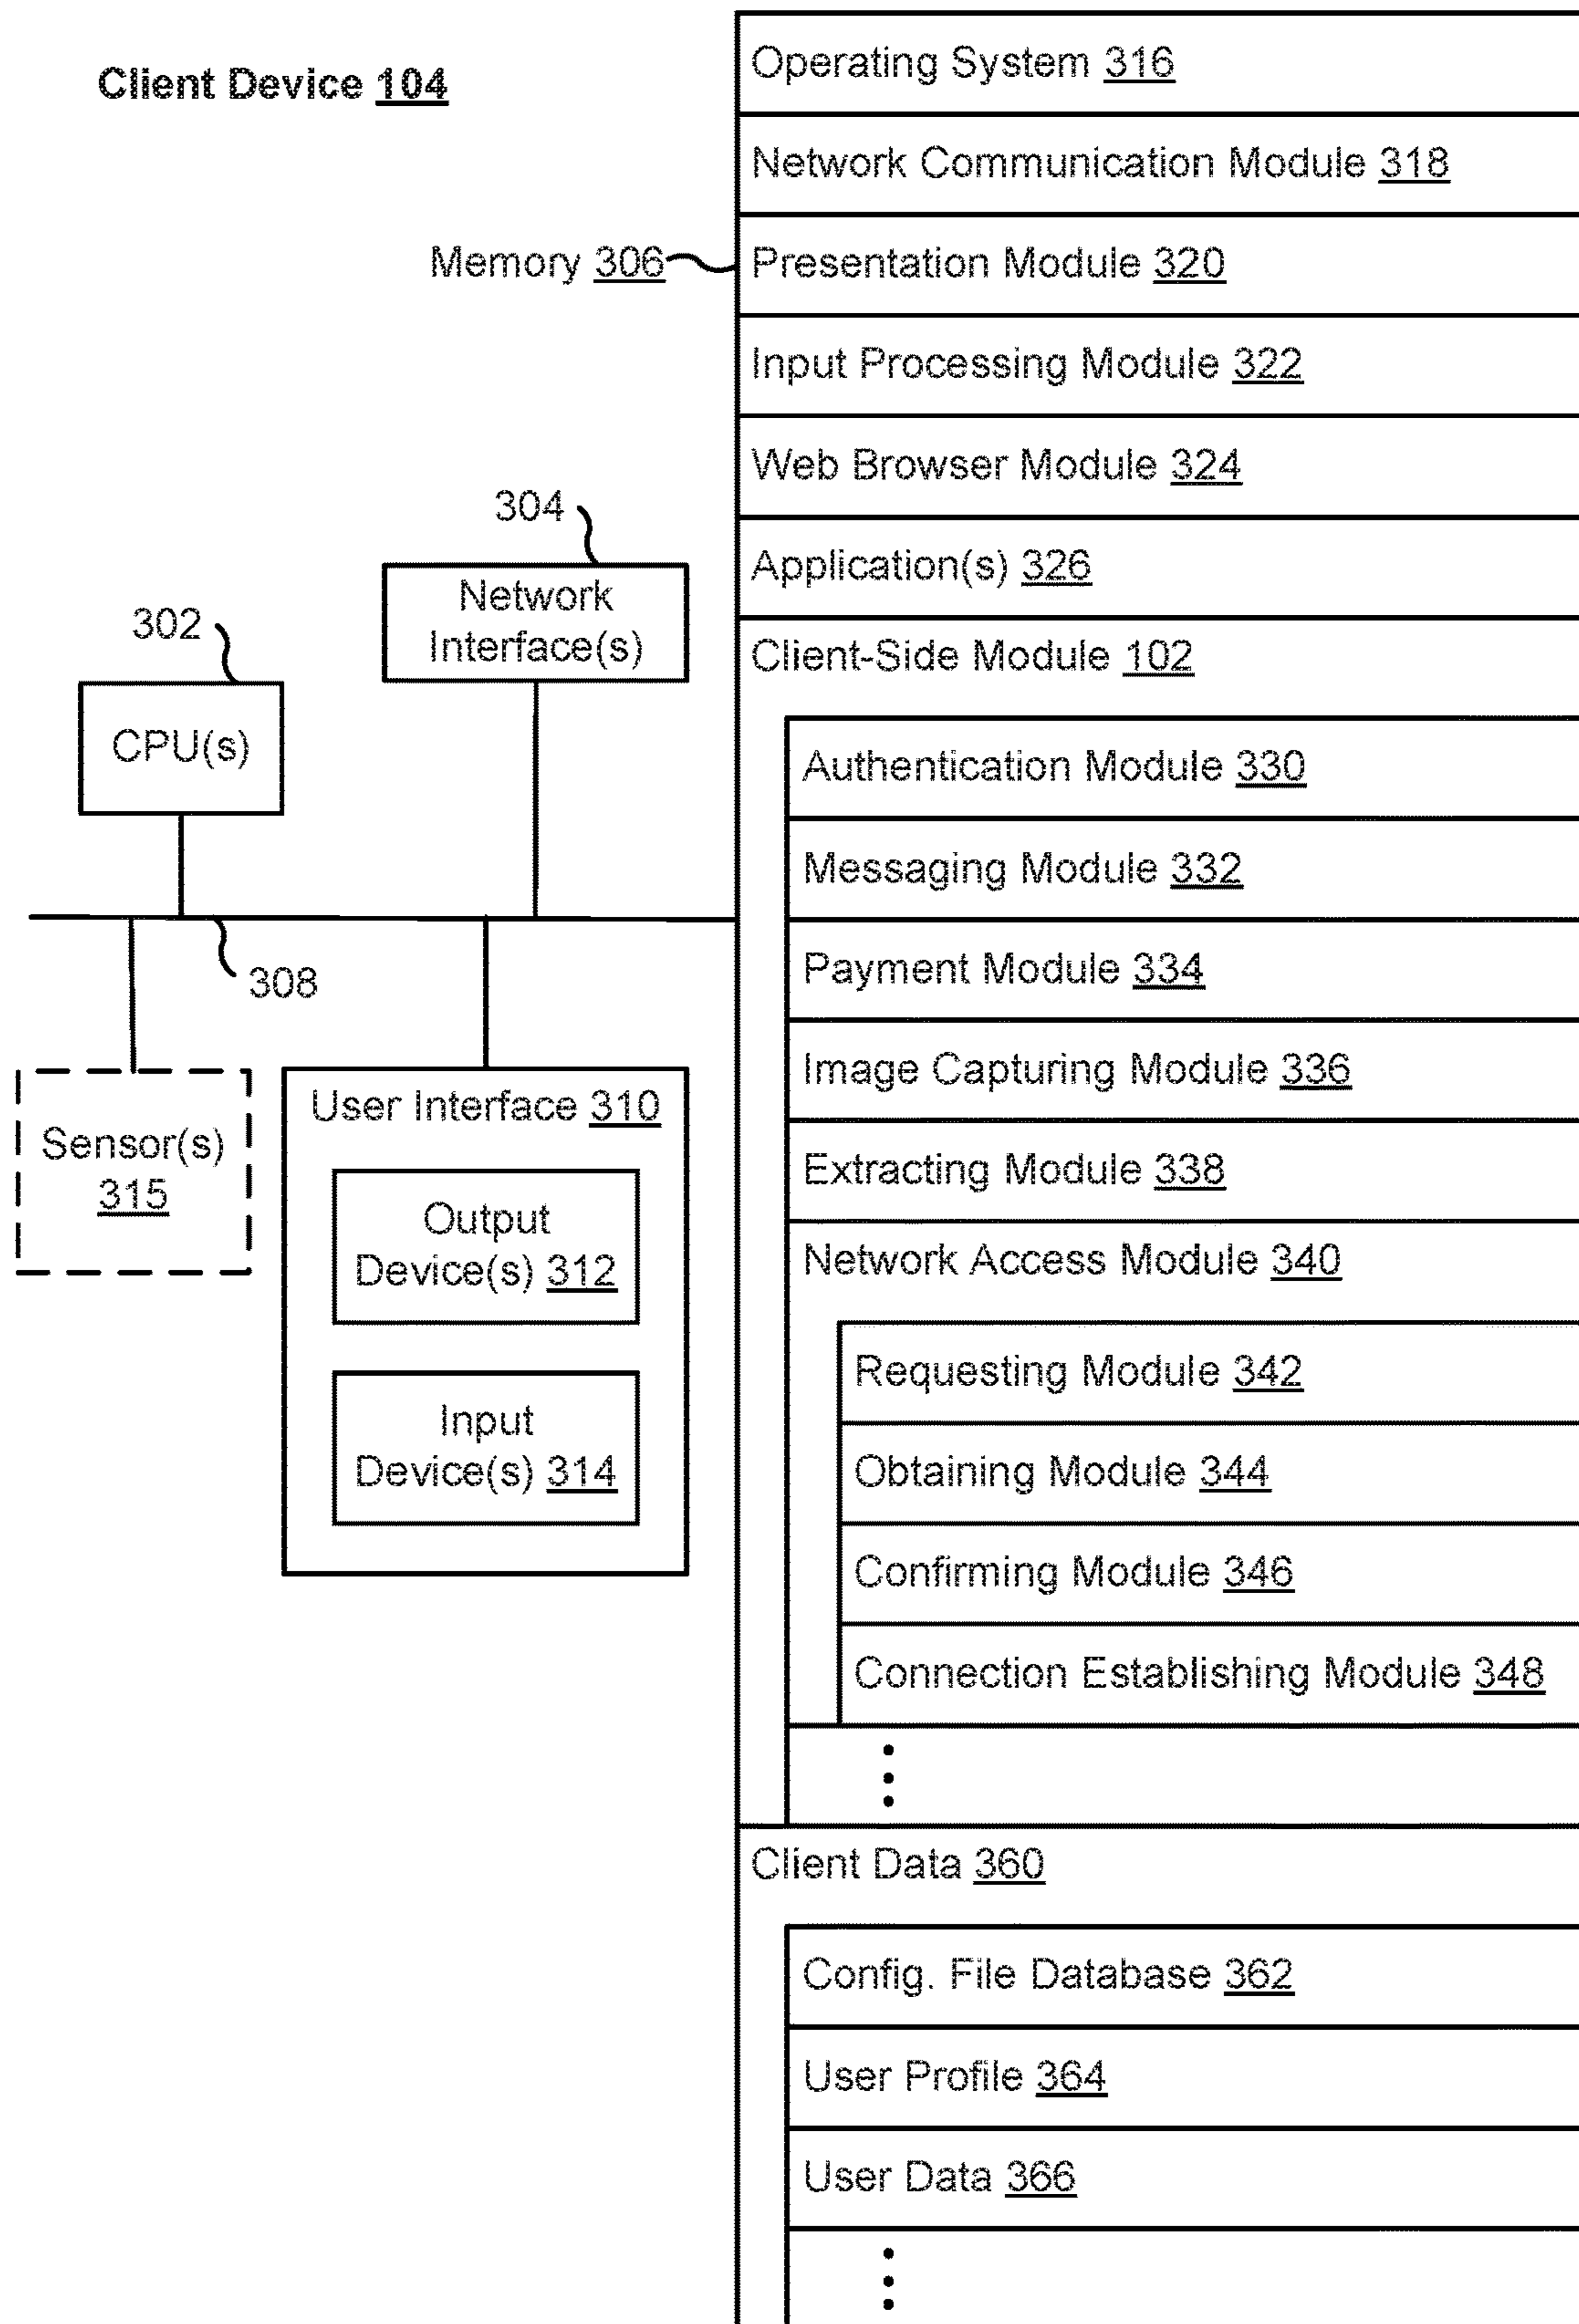 Client Device 104
Operating System 316
Network Communication Module 318
Memory 306
Presentation Module 320
Input Processing Module 322
Web Browser Module 324
Application(s) 326
304
Network
Interface(s)
302
CPU(s)
308
Sensor(s)
315
User Interface 310
Output
Device(s) 312
Input
Device(s) 314
Client-Side Module 102
Authentication Module 330
Messaging Module 332
Payment Module 334
Image Capturing Module 336
Extracting Module 338
Network Access Module 340
Requesting Module 342
Obtaining Module 344
Confirming Module 346
Connection Establishing Module 348
Client Data 360
Config. File Database 362
User Profile 364
User Data 366